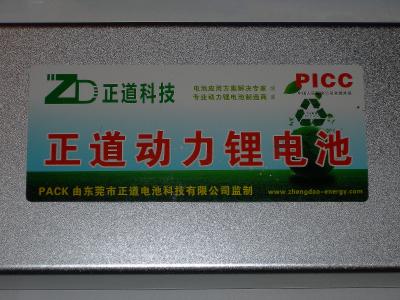 ZD 正道科技
电池应用方案解决专家
专业动力锂电池制造商
PICC
正道动力锂电池
PACK 由东莞市正道电池科技有限公司监制
www.zhengdao-energy.com